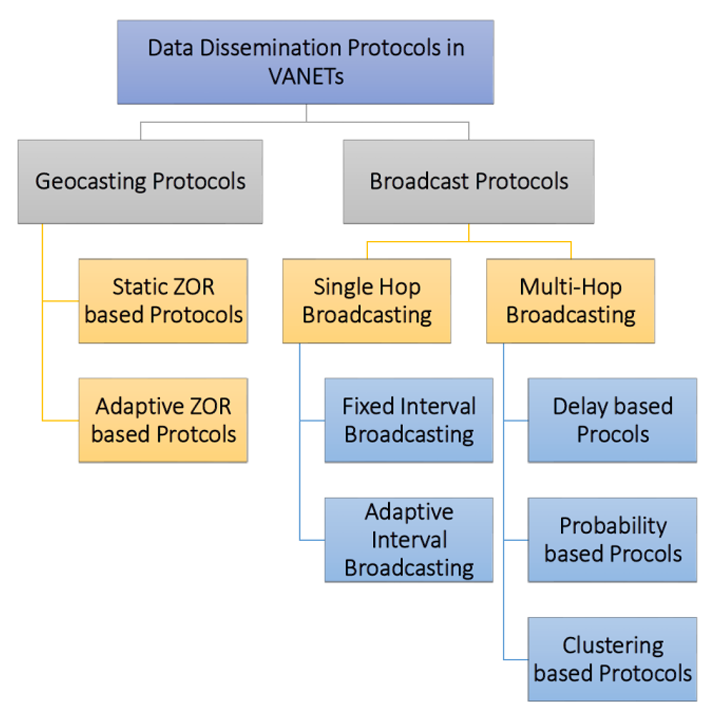 Data Dissemination Protocols in
VANETs
Geocasting Protocols
Broadcast Protocols
Static ZOR
based Protocols
Adaptive ZOR
based Protcols
Single Hop
Broadcasting
Multi-Hop
Broadcasting
Fixed Interval
Broadcasting
Adaptive
Interval
Broadcasting
Delay based
Procols
Probability
based Procols
Clustering
based Protocols